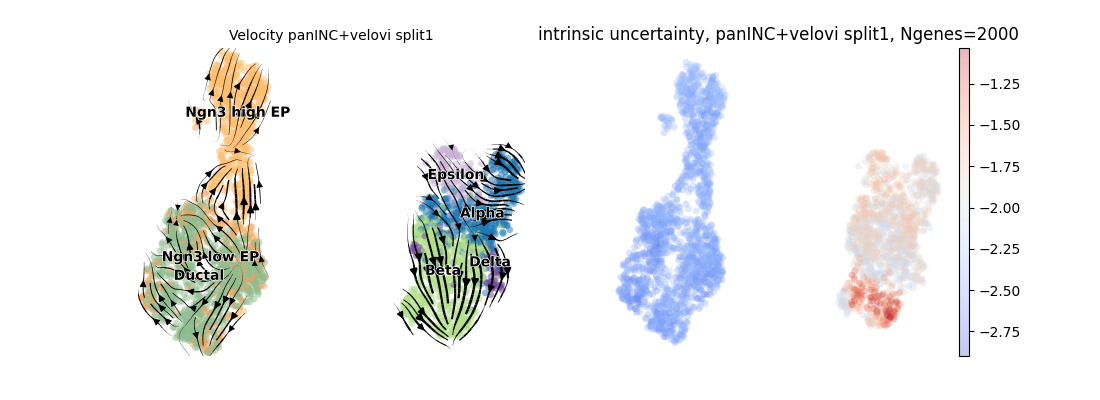 Velocity panINC+velovi split1
Ngn3 high EP
Epsilon
Alpha
Ngn3 low EP
Ductal
Delta
Beta
intrinsic uncertainty, panINC+velovi split1, Ngenes=2000
−1.25
−1.50
−1.75
−2.00
−2.25
−2.50
−2.75